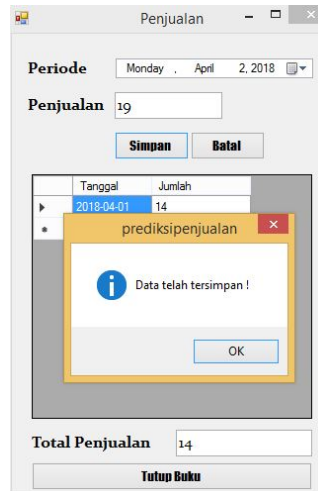 Penjualan
Periode Monday , April 2, 2018
Penjualan 19
Simpan Batal
Tanggal Jumlah
2018-04-01 14
prediksipenjualan
Data telah tersimpan !
OK
Total Penjualan 14
Tutup Buku